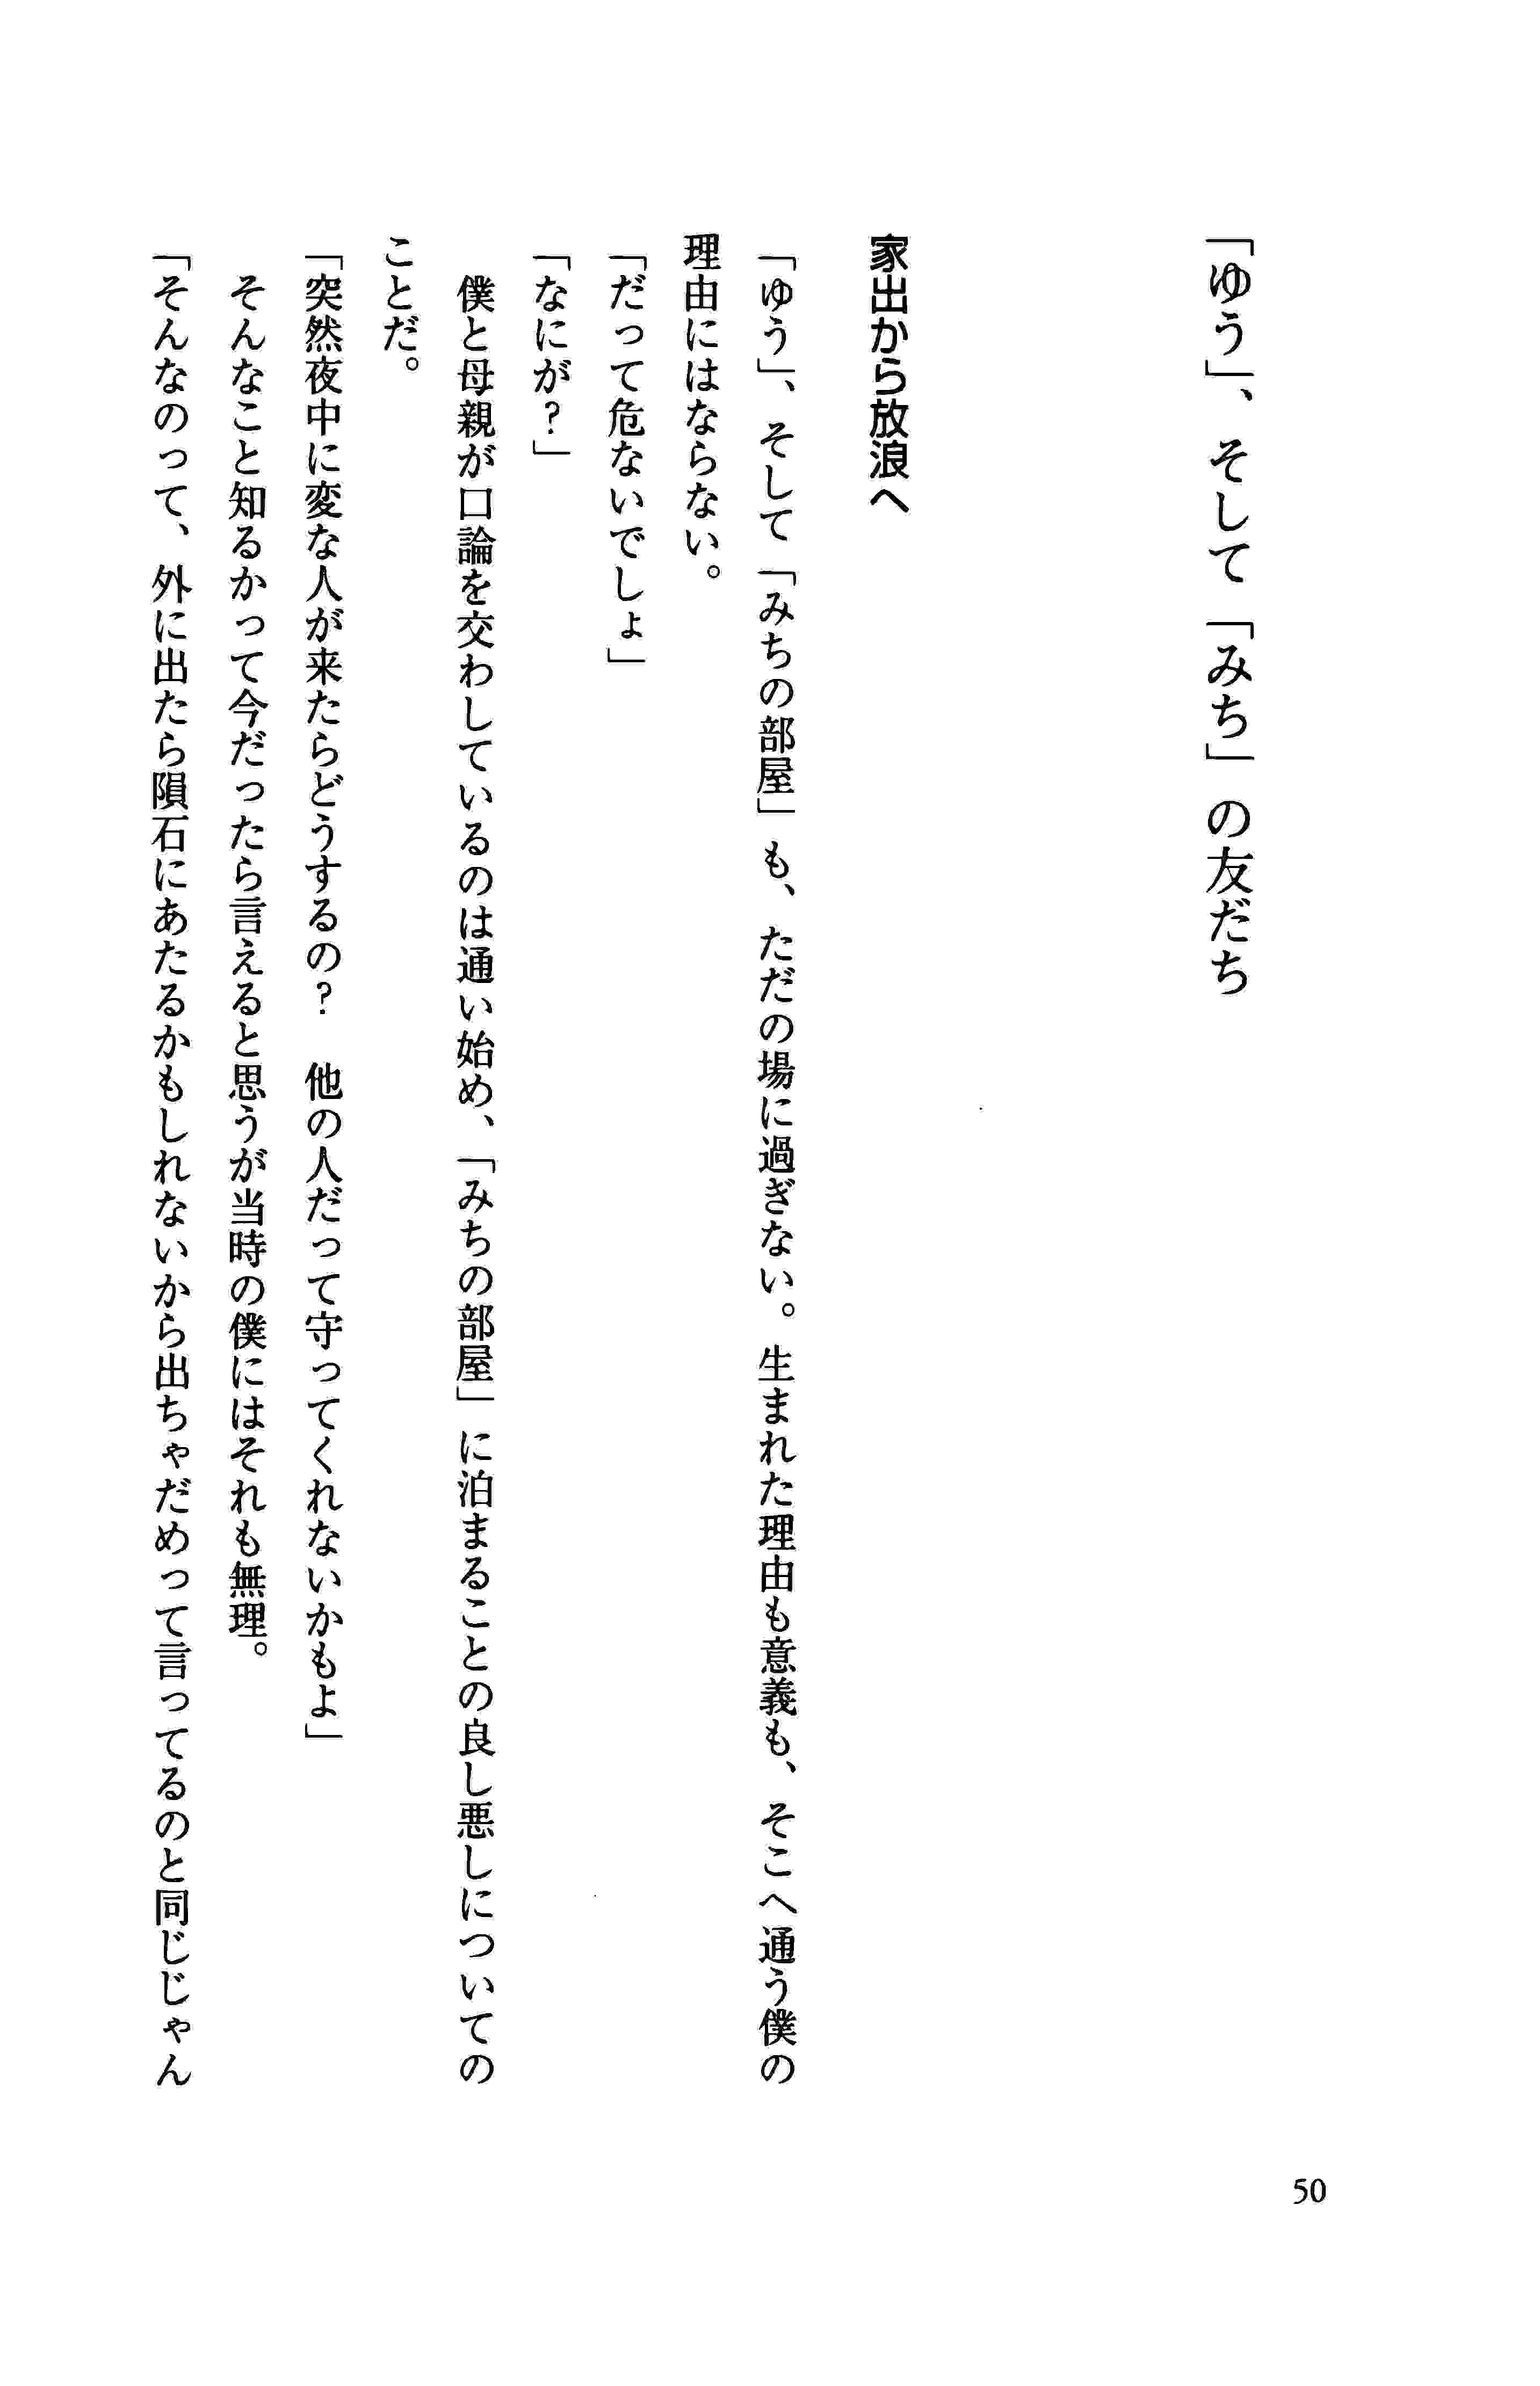 「ゆう」、そして「みち」の友だち
家出から放浪へ
「ゆう」、そして「みちの部屋」も、ただの場に過ぎない。生まれた理由も意義も、そこへ通う僕の
理由にはならない。
「だって危ないでしょ」
「なにが？」
　僕と母親が口論を交わしているのは通い始め、「みちの部屋」に泊まることの良し悪しについての
ことだ。
「突然夜中に変な人が来たらどうするの？　他の人だって守ってくれないかもよ」
　そんなこと知るかって今だったら言えると思うが当時の僕にはそれも無理。
「そんなのって、外に出たら隕石にあたるかもしれないから出ちゃだめって言ってるのと同じじゃん
50